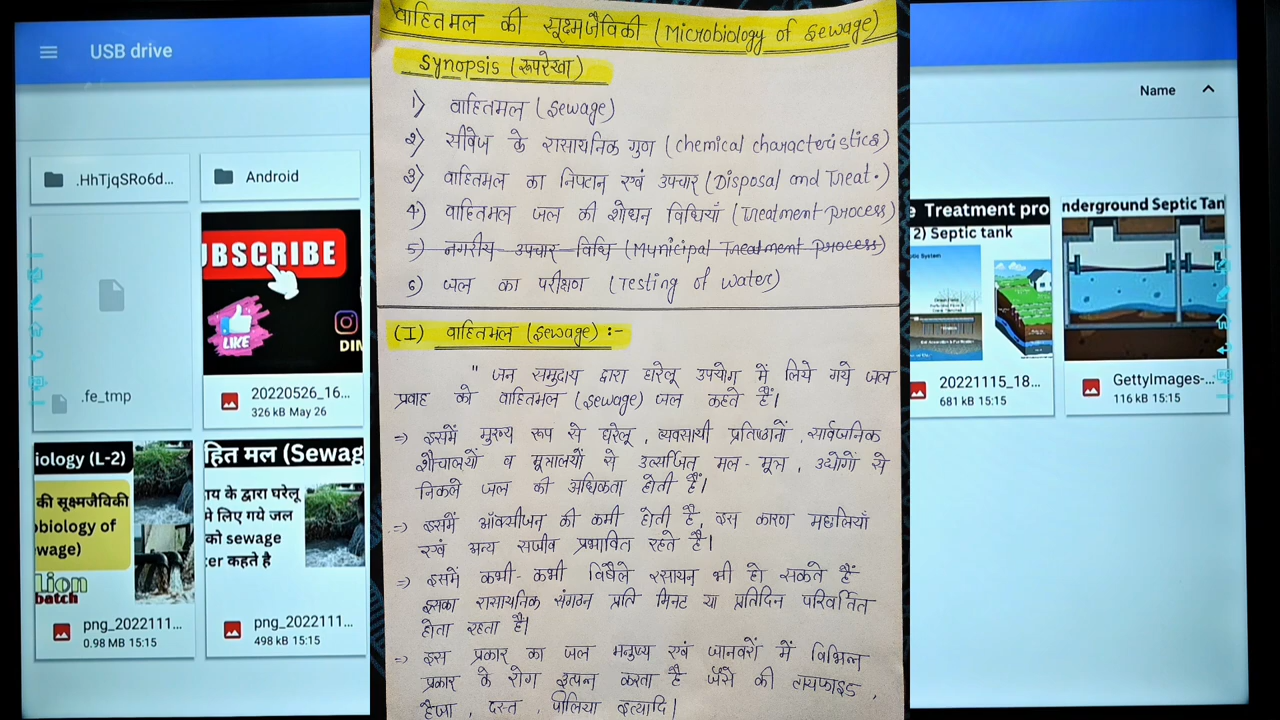 USB drive
.HhTjqSRo6d...
Android
UBSCRIBE
LIKE
DIN
.fe_tmp
20220526_16...
326 kB May 26
iology (L-2)
की सूक्ष्मजैविकी
obiology of
wage)
lion
batch
png_2022111...
0.98 MB 15:15
हित मल (Sewag
य के द्वारा घरेलू
में लिए गये जल
को sewage
er कहते है
png_2022111...
498 kB 15:15
वाहितमल की सूक्ष्मजैविकी (Microbiology of Sewage)
Synopsis (रूपरेखा)
1) वाहितमल (Sewage)
2) सीवेज के रासायनिक गुण (Chemical characteristics)
3) वाहितमल का निपटान एवं उपचार (Disposal and Treat.)
4) वाहितमल जल की शोधन विधियाँ (Treatment process)
5) नगरीय उपचार विधि (Municipal Treatment process)
6) जल का परीक्षण (Testing of water)
(I) वाहितमल (Sewage) :-
" जन समुदाय द्वारा घरेलू उपयोग में लिये गये जल
प्रवाह को वाहितमल (Sewage) जल कहते हैं।
⇒ इसमें मुख्य रूप से घरेलू , व्यवसायी प्रतिष्ठानों , सार्वजनिक
शौचालयों व मूत्रालयों से उत्सर्जित मल-मूत्र , उद्योगों से
निकले जल की अधिकता होती हैं।
⇒ इसमें ऑक्सीजन की कमी होती है, इस कारण मछलियाँ
एवं अन्य सजीव प्रभावित रहते है।
⇒ इसमें कभी-कभी विषैले रसायन भी हो सकते हैं
इसका रासायनिक संगठन प्रति मिनट या प्रतिदिन परिवर्तित
होता रहता है।
⇒ इस प्रकार का जल मनुष्य एवं जानवरों में विभिन्न
प्रकार के रोग उत्पन्न करता है जैसे की टायफाइड ,
हैजा , दस्त , पीलिया इत्यादि।
Name
e Treatment pro
2) Septic tank
ptic System
20221115_18...
681 kB 15:15
nderground Septic Tan
GettyImages-...
116 kB 15:15